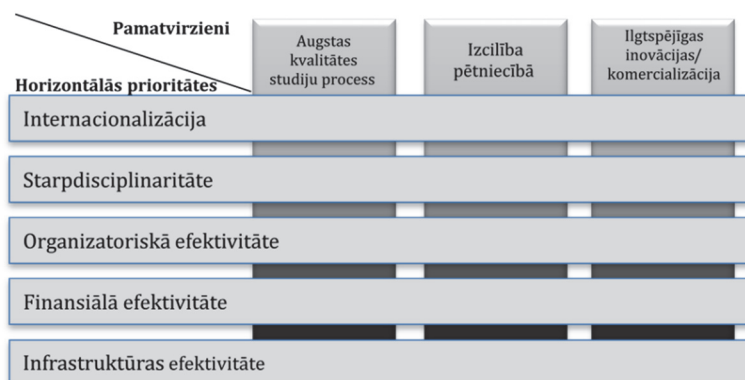 Pamatvirzieni
Horizontālās prioritātes
Augstas
kvalitātes
studiju process
Izcilība
pētniecībā
Ilgtspējīgas
inovācijas/
komercializācija
Internacionalizācija
Starpdisciplinaritāte
Organizatoriskā efektivitāte
Finansiālā efektivitāte
Infrastruktūras efektivitāte